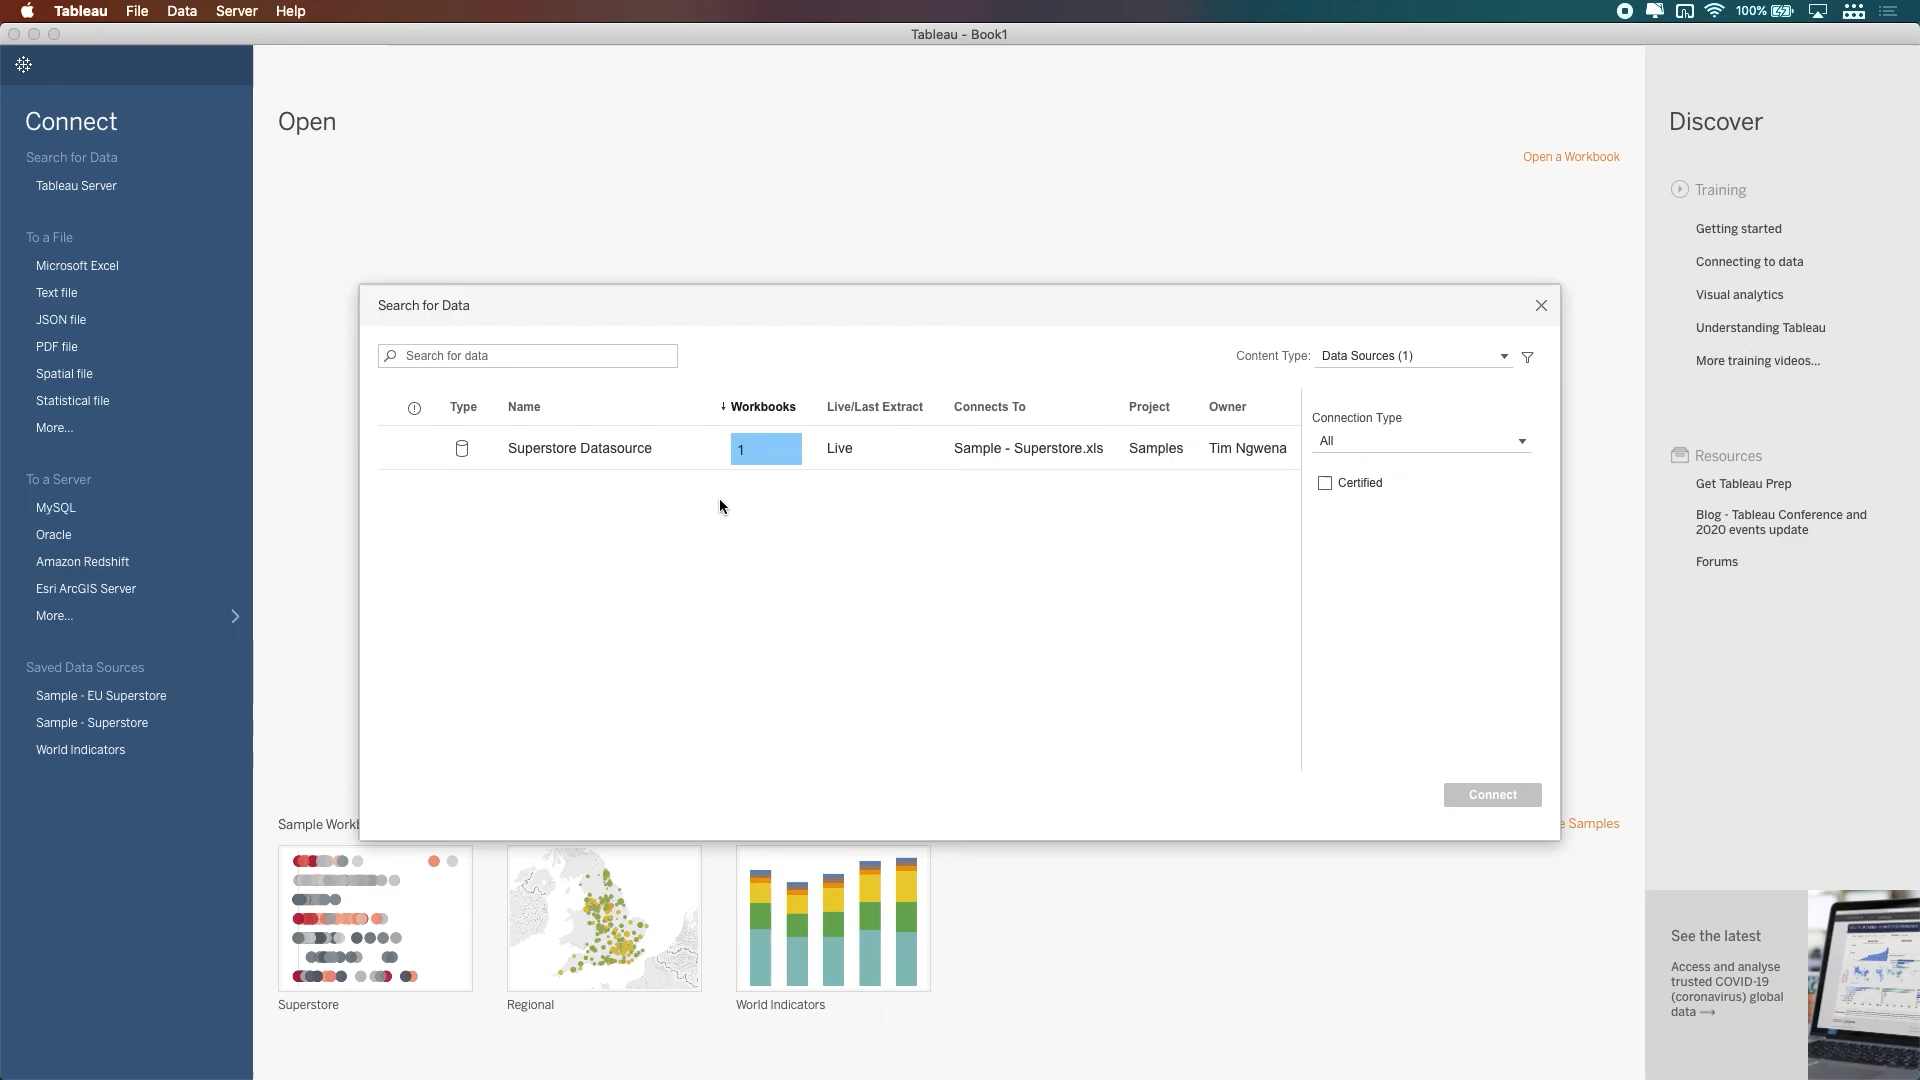 Tableau File Data Server Help
100%
Tableau - Book1
Connect
Search for Data
Tableau Server
To a File
Microsoft Excel
Text file
JSON file
PDF file
Spatial file
Statistical file
More...
To a Server
MySQL
Oracle
Amazon Redshift
Esri ArcGIS Server
More...
Saved Data Sources
Sample - EU Superstore
Sample - Superstore
World Indicators
Open
Open a Workbook
Search for Data
Search for data
Content Type: Data Sources (1)
Type Name Workbooks Live/Last Extract Connects To Project Owner
Superstore Datasource 1 Live Sample - Superstore.xls Samples Tim Ngwena
Connection Type
All
Certified
Connect
Sample
Samples
Superstore
Regional
World Indicators
Discover
Training
Getting started
Connecting to data
Visual analytics
Understanding Tableau
More training videos...
Resources
Get Tableau Prep
Blog - Tableau Conference and
2020 events update
Forums
See the latest
Access and analyse
trusted COVID-19
(coronavirus) global
data →